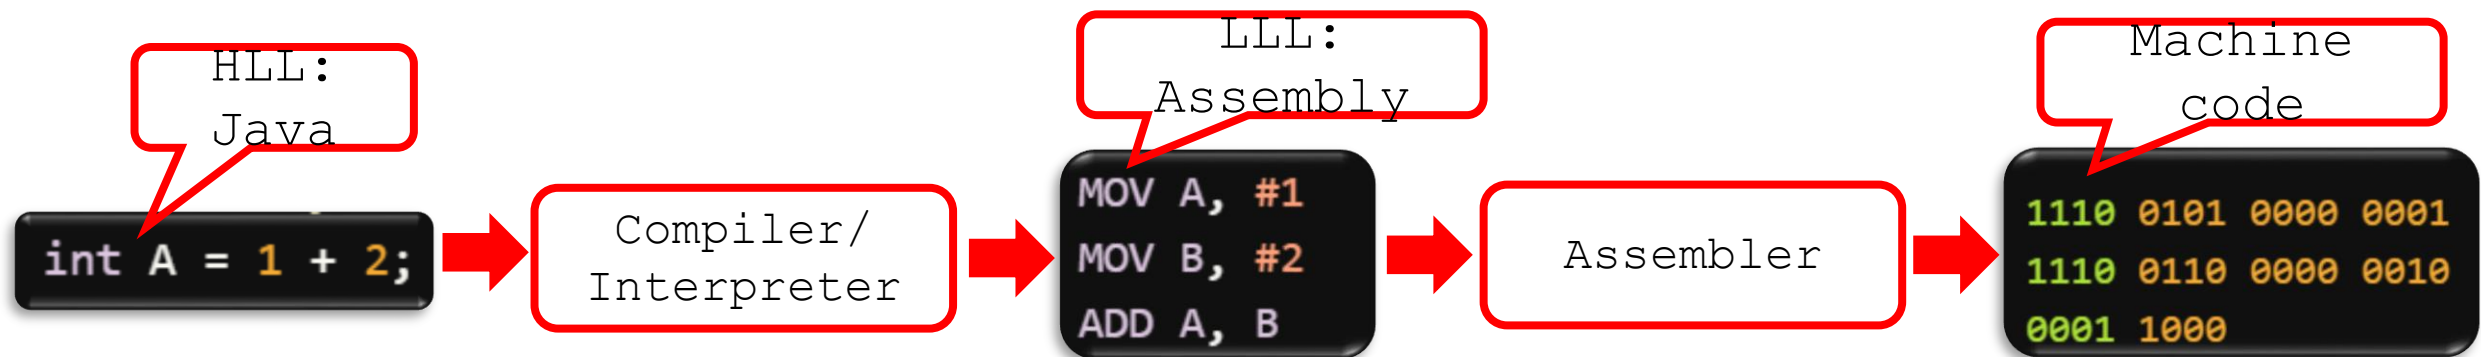 HLL:
Java
int A = 1 + 2;
Compiler/
Interpreter
LLL:
Assembly
MOV A, #1
MOV B, #2
ADD A, B
Assembler
Machine
code
1110 0101 0000 0001
1110 0110 0000 0010
0001 1000